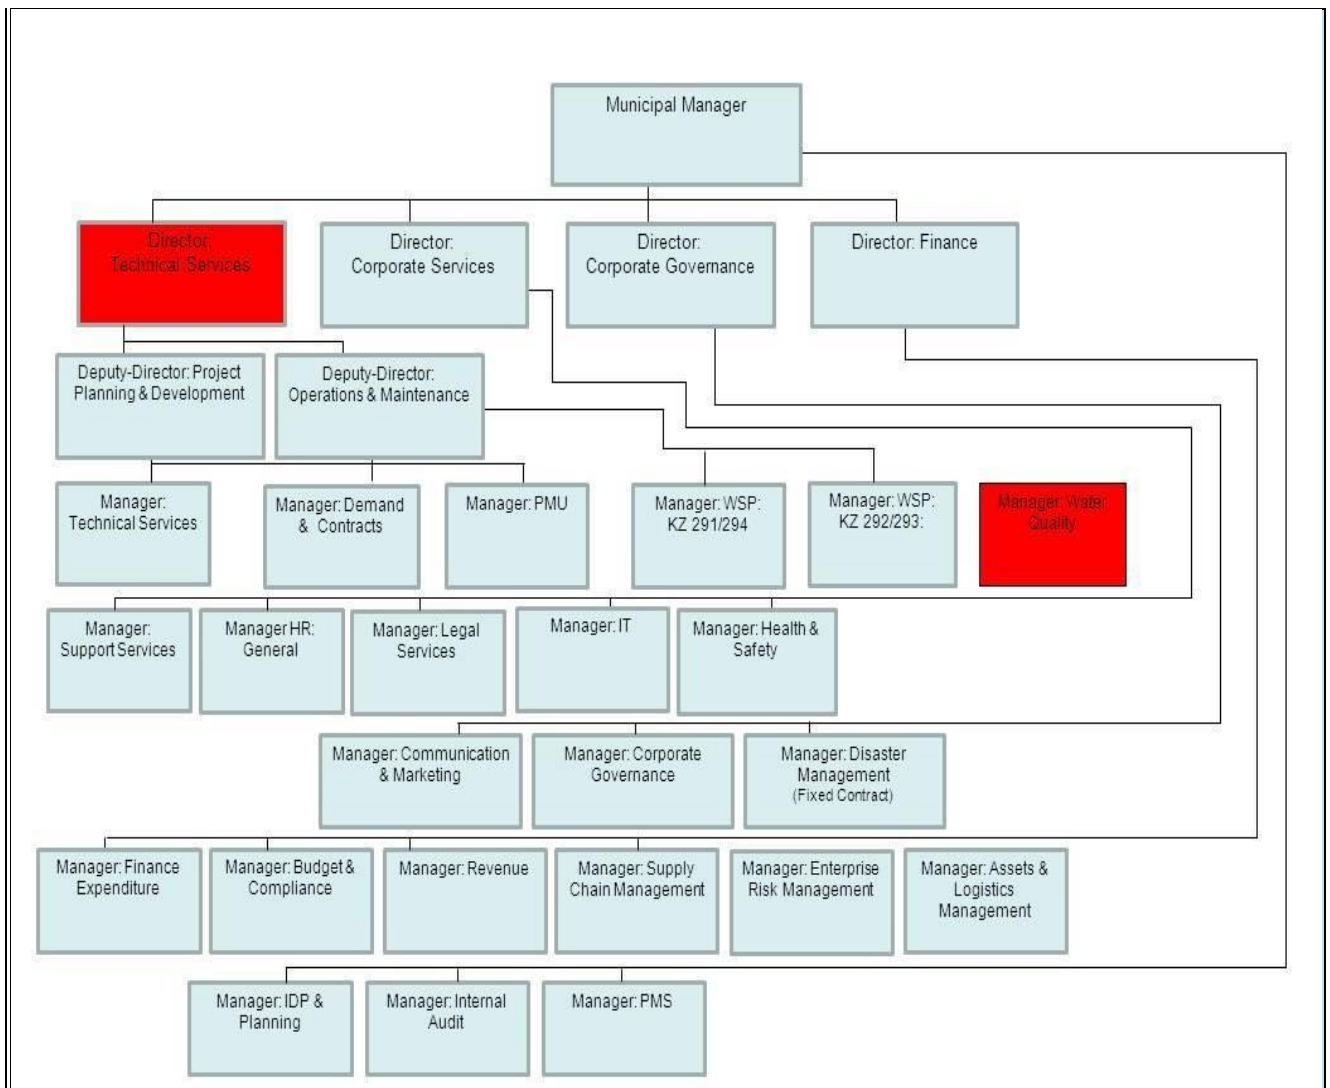 Municipal Manager
Director:
Technical Services
Director:
Corporate Services
Director:
Corporate Governance
Director: Finance
Deputy-Director: Project
Planning & Development
Deputy-Director:
Operations & Maintenance
Manager:
Technical Services
Manager: Demand
& Contracts
Manager: PMU
Manager: WSP:
KZ 291/294
Manager: WSP:
KZ 292/293:
Manager: Water
Quality
Manager:
Support Services
Manager HR:
General
Manager: Legal
Services
Manager: IT
Manager: Health &
Safety
Manager: Communication
& Marketing
Manager: Corporate
Governance
Manager: Disaster
Management
(Fixed Contract)
Manager: Finance
Expenditure
Manager: Budget &
Compliance
Manager: Revenue
Manager: Supply
Chain Management
Manager: Enterprise
Risk Management
Manager: Assets &
Logistics
Management
Manager: IDP &
Planning
Manager: Internal
Audit
Manager: PMS